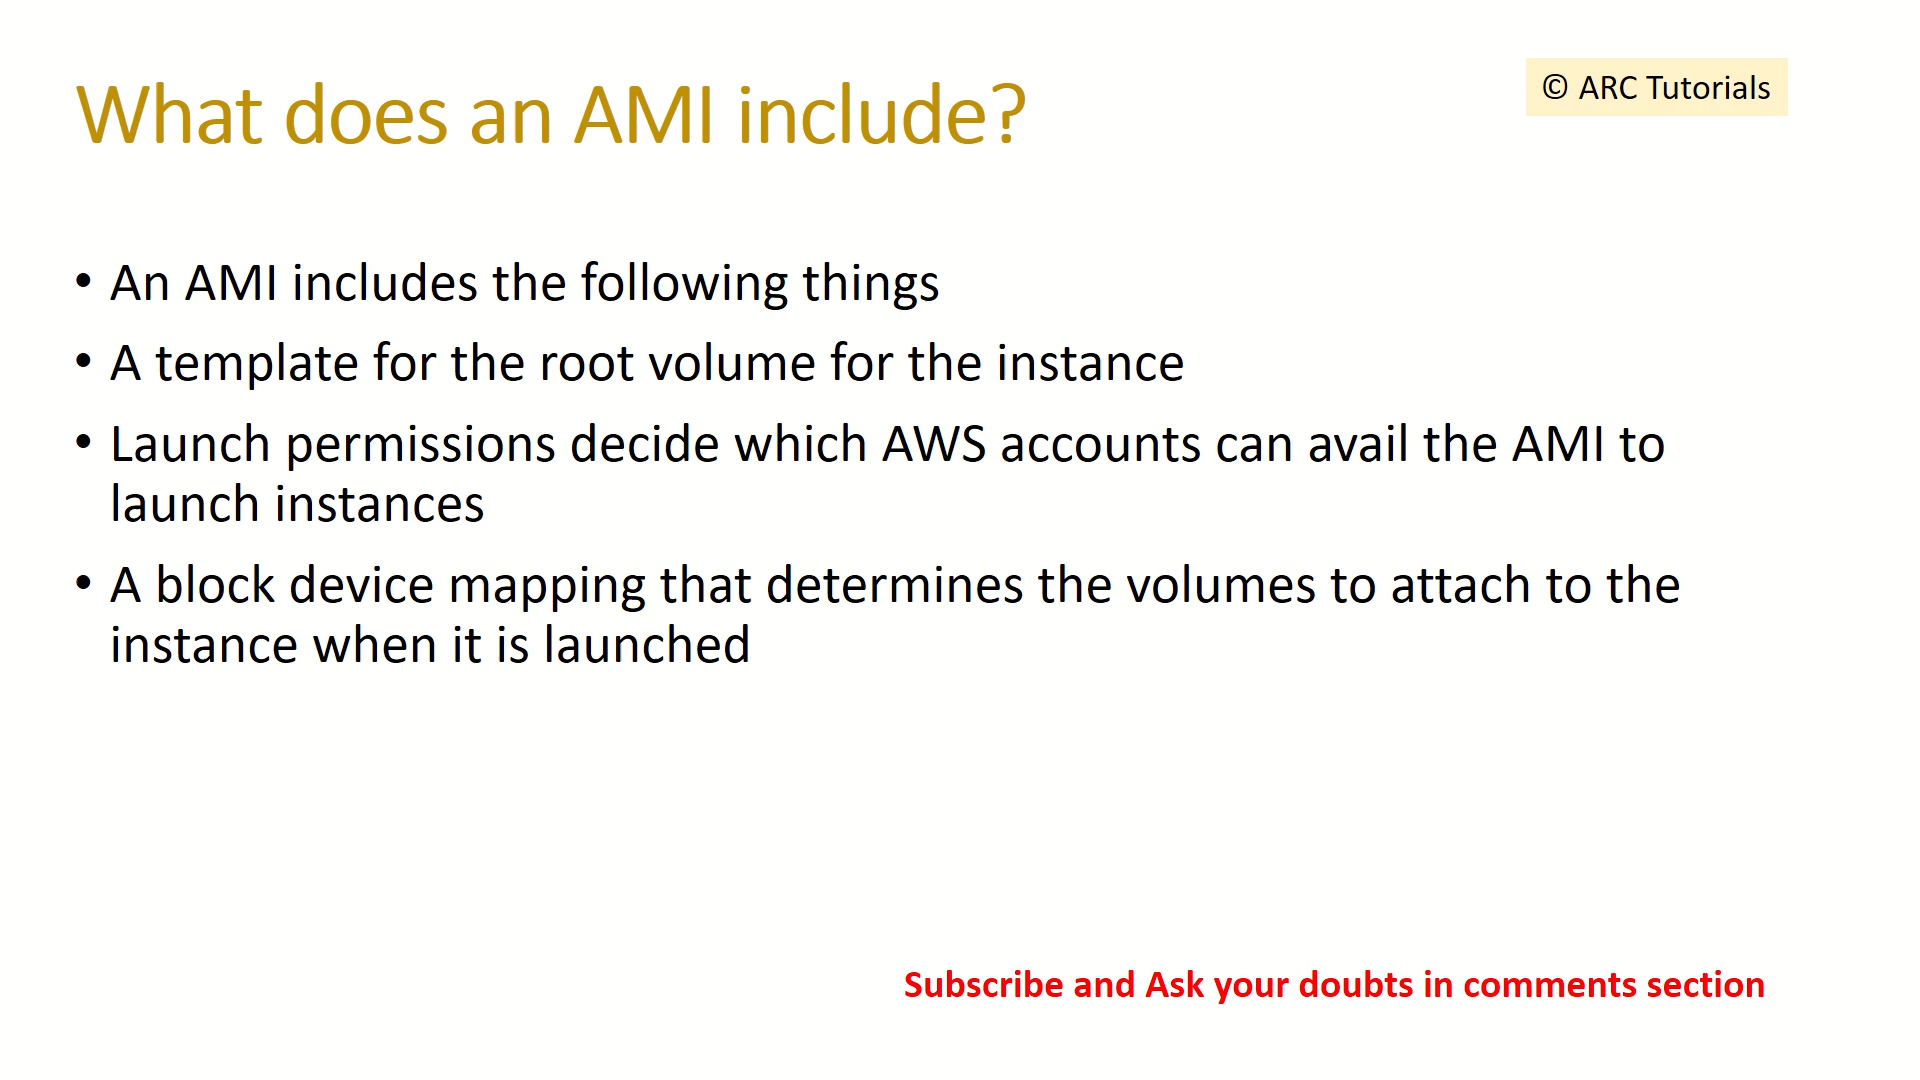 What does an AMI include?
© ARC Tutorials
• An AMI includes the following things
• A template for the root volume for the instance
• Launch permissions decide which AWS accounts can avail the AMI to
launch instances
• A block device mapping that determines the volumes to attach to the
instance when it is launched
Subscribe and Ask your doubts in comments section